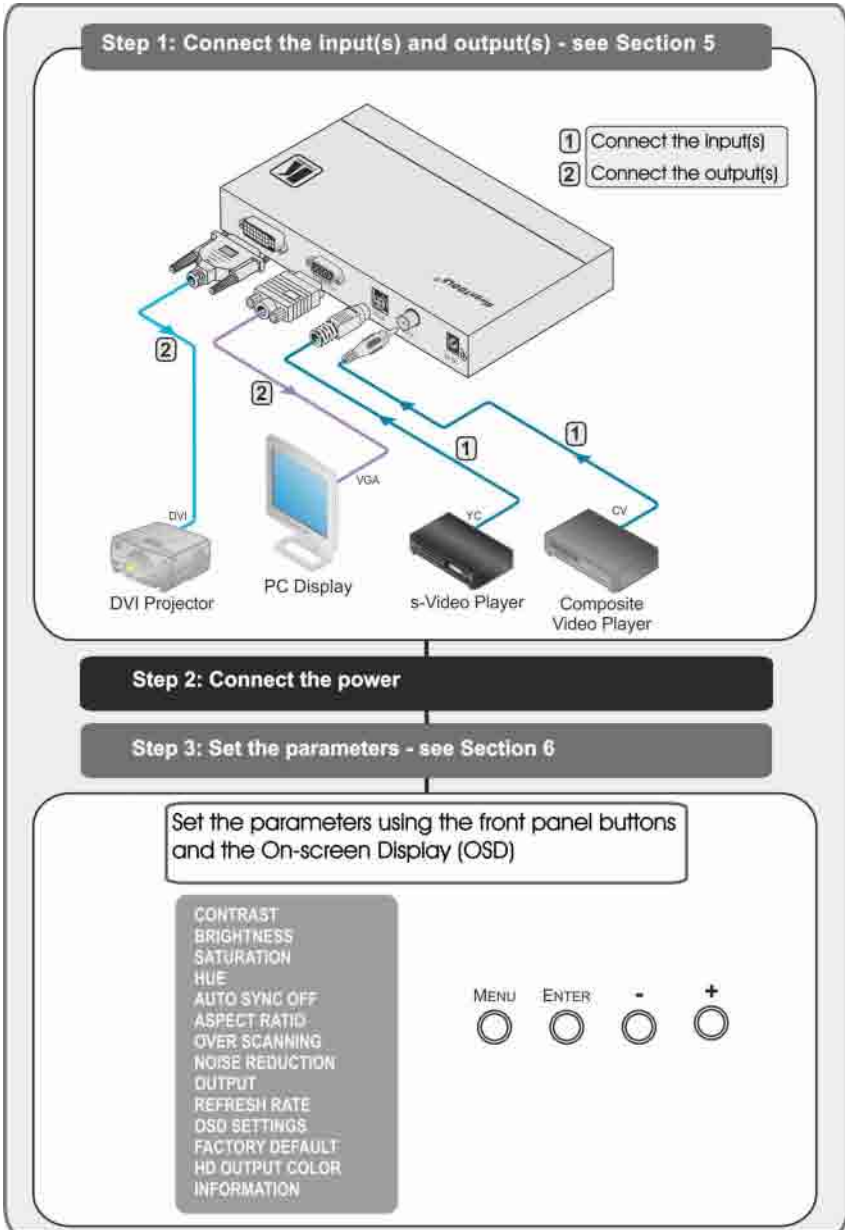 Step 1: Connect the input(s) and output(s) - see Section 5
1 Connect the input(s)
2 Connect the output(s)
2
2
1
1
DVI
VGA
YC
CV
DVI Projector
PC Display
s-Video Player
Composite
Video Player
Step 2: Connect the power
Step 3: Set the parameters - see Section 6
Set the parameters using the front panel buttons
and the On-screen Display (OSD)
CONTRAST
BRIGHTNESS
SATURATION
HUE
AUTO SYNC OFF
ASPECT RATIO
OVER SCANNING
NOISE REDUCTION
OUTPUT
REFRESH RATE
OSD SETTINGS
FACTORY DEFAULT
HD OUTPUT COLOR
INFORMATION
MENU ENTER - +